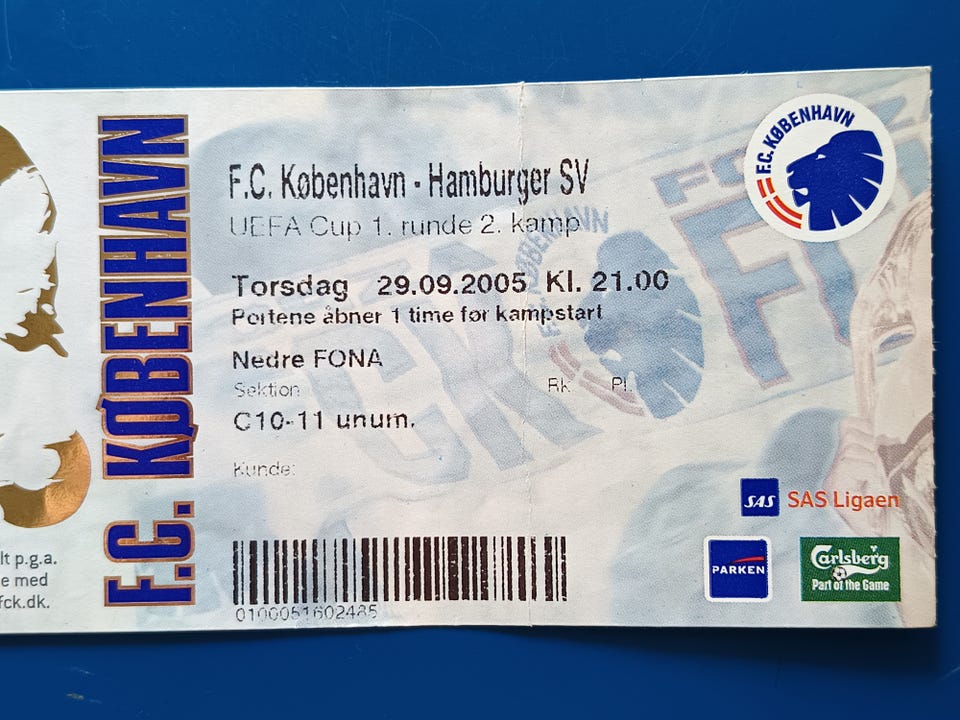 F.C. KØBENHAVN
F.C. København - Hamburger SV
UEFA Cup 1. runde 2. kamp
Torsdag 29.09.2005 Kl. 21.00
Portene åbner 1 time før kampstart
Nedre FONA
Sektion Rk. Pl.
C10-11 unum.
Kunde:
0100051602485
lt p.g.a.
e med
fck.dk.
F.C. KØBENHAVN
SAS SAS Ligaen
PARKEN
Carlsberg
Part of the Game